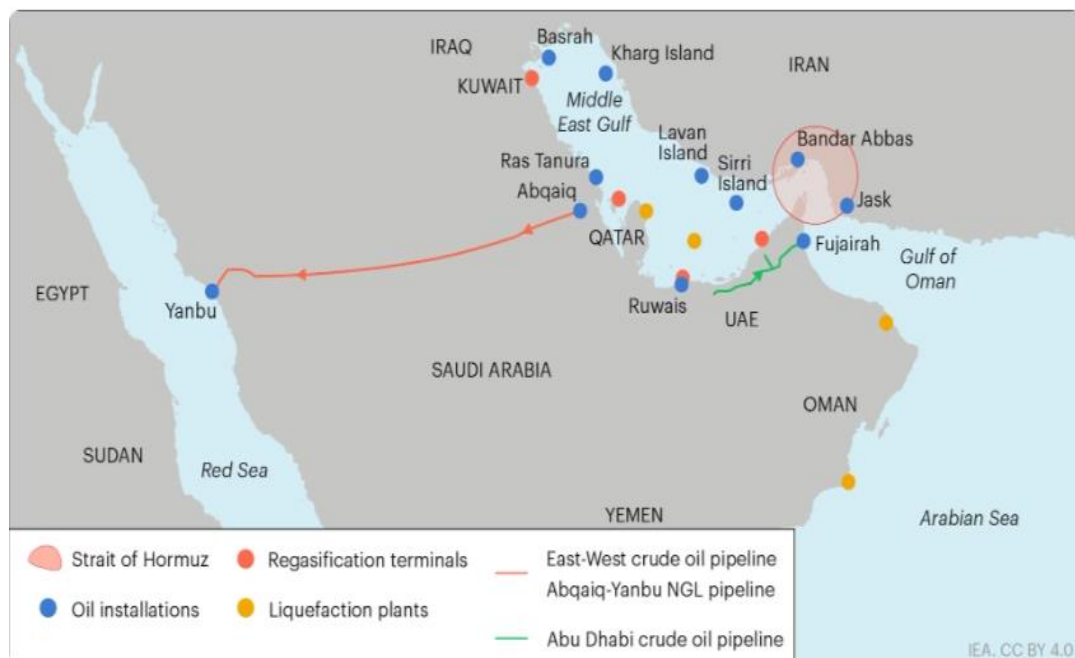 IRAQ
Basrah
Kharg Island
IRAN
KUWAIT
Middle
East Gulf
Lavan
Island
Bandar Abbas
Ras Tanura
Sirri
Island
Abqaiq
Jask
QATAR
Fujairah
Gulf of
Oman
EGYPT
Yanbu
Ruwais
UAE
SAUDI ARABIA
OMAN
SUDAN
Red Sea
YEMEN
Arabian Sea
Strait of Hormuz
Regasification terminals
East-West crude oil pipeline
Abqaiq-Yanbu NGL pipeline
Oil installations
Liquefaction plants
Abu Dhabi crude oil pipeline
IEA. CC BY 4.0